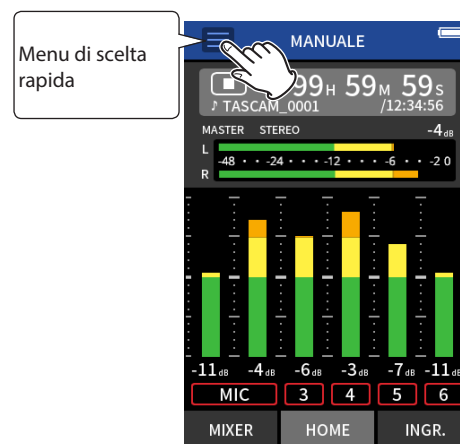 Menu di scelta
rapida
MANUALE
99H 59M 59s
♪ TASCAM_0001 /12:34:56
MASTER STEREO -4dB
L
-48 • • -24 • • • -12 • • • -6 • • -2 0
R
-11dB -4dB -6dB -3dB -7dB -11dB
MIC 3 4 5 6
MIXER HOME INGR.